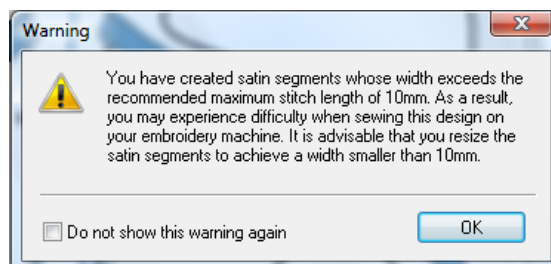 Warning
You have created satin segments whose width exceeds the
recommended maximum stitch length of 10mm. As a result,
you may experience difficulty when sewing this design on
your embroidery machine. It is advisable that you resize the
satin segments to achieve a width smaller than 10mm.
Do not show this warning again
OK